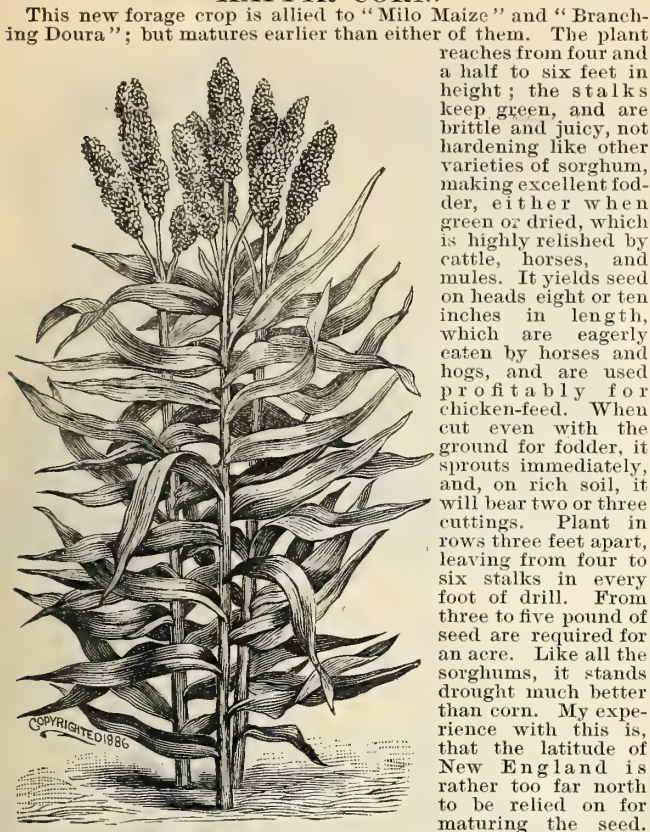 This new forage crop is allied to "Milo Maize" and "Branch-
ing Doura"; but matures earlier than either of them. The plant
reaches from four and
a half to six feet in
height; the stalks
keep green, and are
brittle and juicy, not
hardening like other
varieties of sorghum,
making excellent fod-
der, either when
green or dried, which
is highly relished by
cattle, horses, and
mules. It yields seed
on heads eight or ten
inches in length,
which are eagerly
eaten by horses and
hogs, and are used
profitably for
chicken-feed. When
cut even with the
ground for fodder, it
sprouts immediately,
and, on rich soil, it
will bear two or three
cuttings. Plant in
rows three feet apart,
leaving from four to
six stalks in every
foot of drill. From
three to five pound of
seed are required for
an acre. Like all the
sorghums, it stands
drought much better
than corn. My expe-
rience with this is,
that the latitude of
New England is
rather too far north
to be relied on for
maturing the seed.
COPYRIGHTED 1886